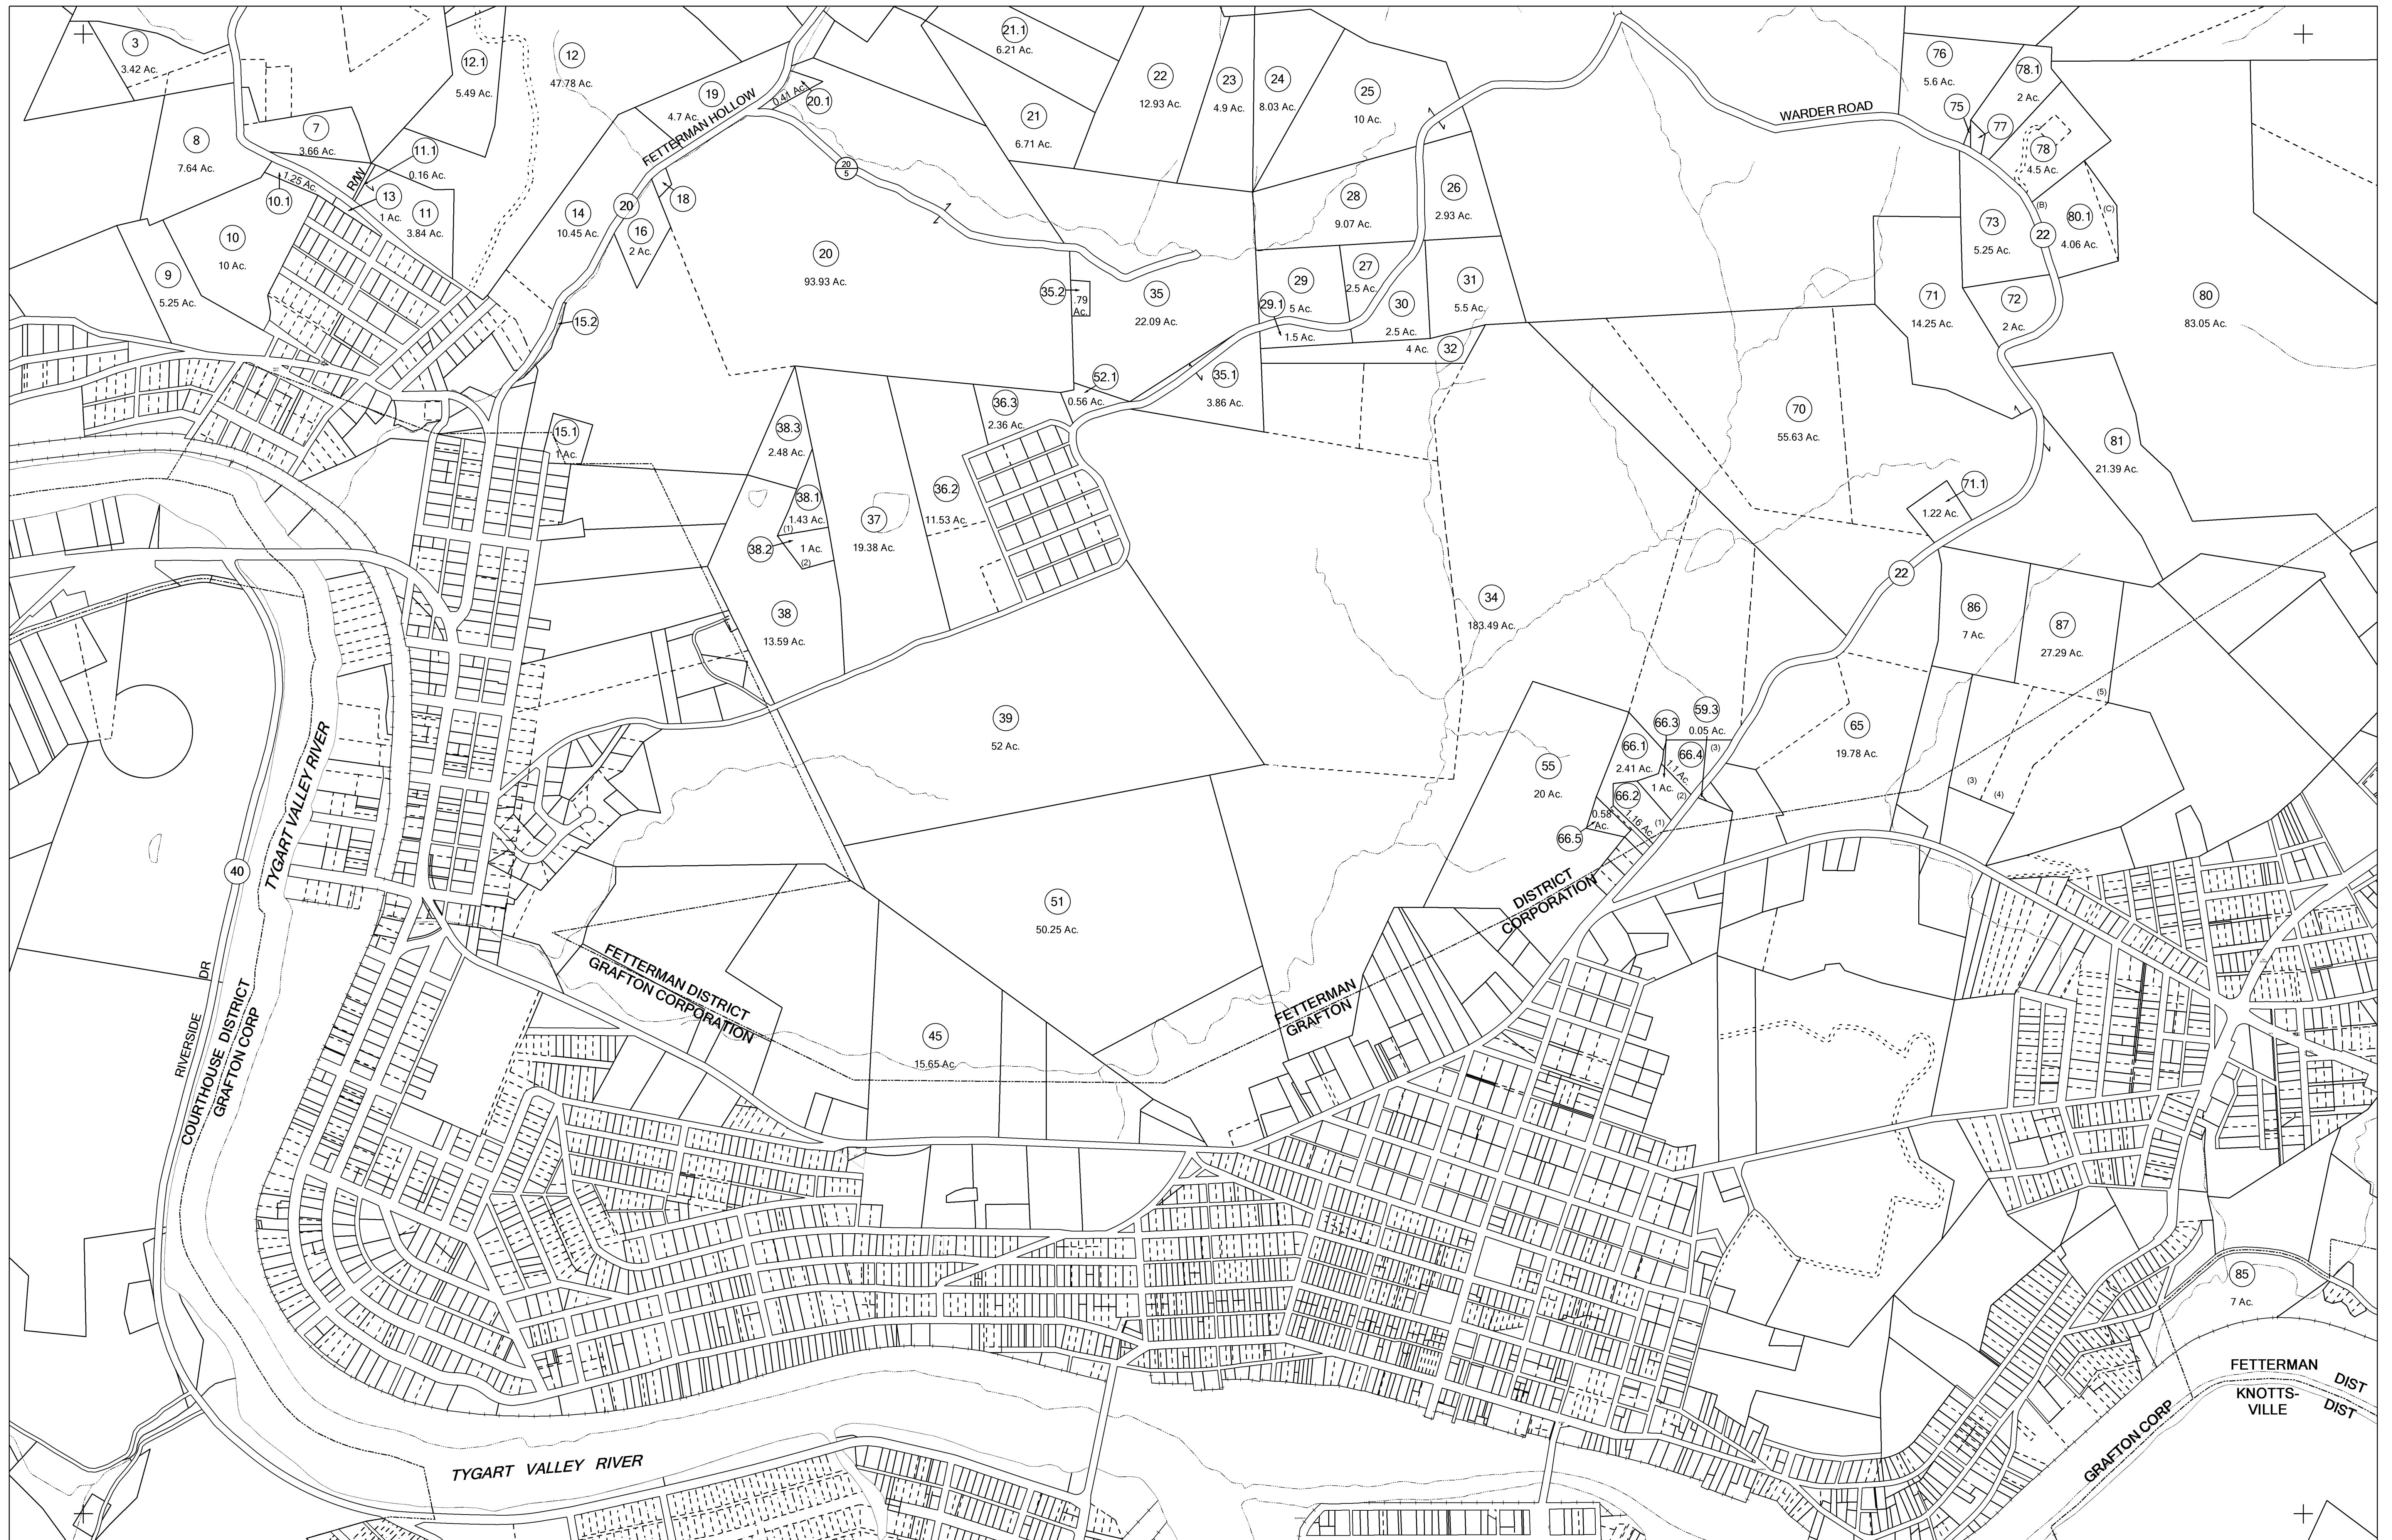 3
3.42 Ac.
12.1
5.49 Ac.
12
47.78 Ac.
19
4.7 Ac.
FETTERMAN HOLLOW
0.41 Ac.
20.1
21.1
6.21 Ac.
21
6.71 Ac.
22
12.93 Ac.
23
4.9 Ac.
24
8.03 Ac.
25
10 Ac.
WARDER ROAD
76
5.6 Ac.
78.1
2 Ac.
75
77
78
4.5 Ac.
8
7.64 Ac.
7
3.66 Ac.
11.1
0.16 Ac.
R/W
1.25 Ac.
10.1
13
1 Ac.
11
3.84 Ac.
10
10 Ac.
9
5.25 Ac.
14
10.45 Ac.
20
16
2 Ac.
18
20
5
20
93.93 Ac.
28
9.07 Ac.
26
2.93 Ac.
(B)
80.1
(C)
4.06 Ac.
73
5.25 Ac.
22
35.2
.79
Ac.
35
22.09 Ac.
29
5 Ac.
29.1
1.5 Ac.
27
2.5 Ac.
30
2.5 Ac.
31
5.5 Ac.
4 Ac.
32
71
14.25 Ac.
72
2 Ac.
80
83.05 Ac.
15.2
15.1
1 Ac.
52.1
0.56 Ac.
35.1
3.86 Ac.
36.3
2.36 Ac.
38.3
2.48 Ac.
38.1
1.43 Ac.
(1)
38.2
1 Ac.
(2)
37
19.38 Ac.
36.2
11.53 Ac.
70
55.63 Ac.
81
21.39 Ac.
71.1
1.22 Ac.
22
34
183.49 Ac.
86
7 Ac.
87
27.29 Ac.
38
13.59 Ac.
39
52 Ac.
(5)
65
19.78 Ac.
(3)
(4)
66.3
59.3
0.05 Ac.
66.1
2.41 Ac.
66.4
(3)
1.1 Ac.
1 Ac.
(2)
66.2
1.16 Ac.
(1)
0.58
Ac.
66.5
55
20 Ac.
TYGART VALLEY RIVER
40
51
50.25 Ac.
DISTRICT
CORPORATION
FETTERMAN
GRAFTON
FETTERMAN DISTRICT
GRAFTON CORPORATION
45
15.65 Ac.
RIVERSIDE DR
COURTHOUSE DISTRICT
GRAFTON CORP
85
7 Ac.
FETTERMAN DIST
KNOTTS-
VILLE DIST
GRAFTON CORP
TYGART VALLEY RIVER